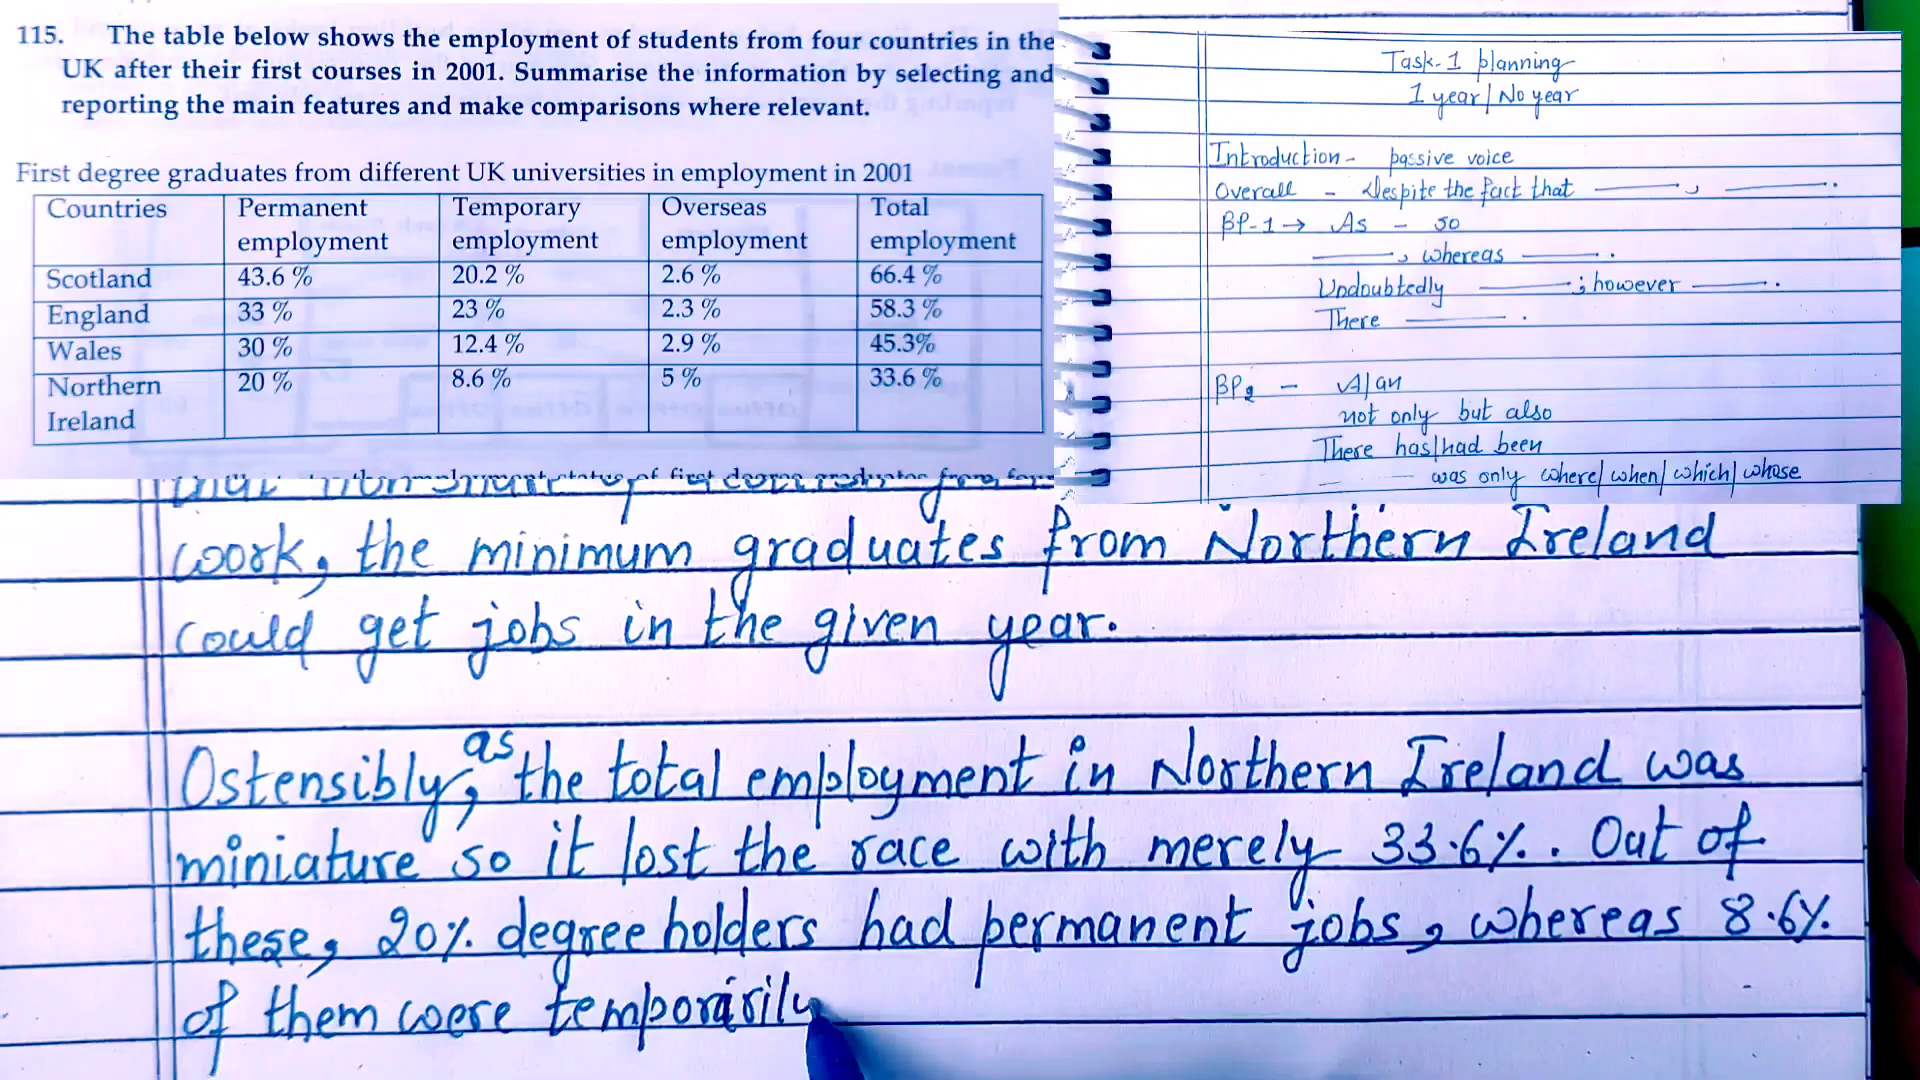 115. The table below shows the employment of students from four countries in the
UK after their first courses in 2001. Summarise the information by selecting and
reporting the main features and make comparisons where relevant.
First degree graduates from different UK universities in employment in 2001
Countries Permanent employment Temporary employment Overseas employment Total employment
Scotland 43.6 % 20.2 % 2.6 % 66.4 %
England 33 % 23 % 2.3 % 58.3 %
Wales 30 % 12.4 % 2.9 % 45.3%
Northern Ireland 20 % 8.6 % 5 % 33.6 %
Task-1 planning
1 year/No year
Introduction - passive voice
Overall - despite the fact that ———, ———.
BP-1 → As - so
———, whereas ———.
Undoubtedly ———; however ———.
There ———.
BP2 - A/an
not only but also
There has/had been
was only where/when/which/whose
work, the minimum graduates from Northern Ireland
could get jobs in the given year.
Ostensibly, as the total employment in Northern Ireland was
miniature so it lost the race with merely 33.6%. Out of
these, 20% degree holders had permanent jobs, whereas 8.6%
of them were temporarily